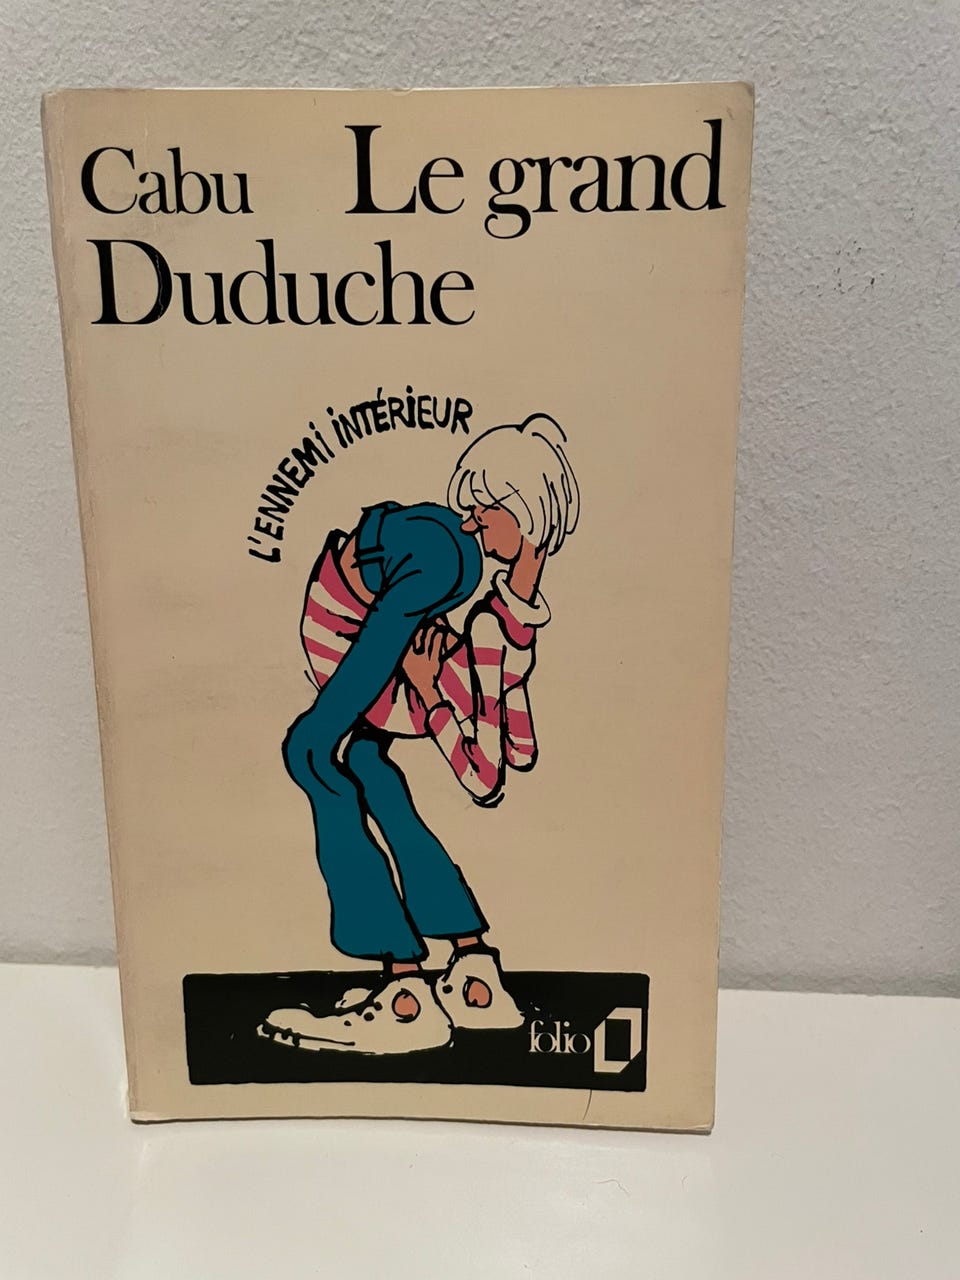 Cabu Le grand
Duduche
L'ENNEMi iNTÉRiEUR
folio